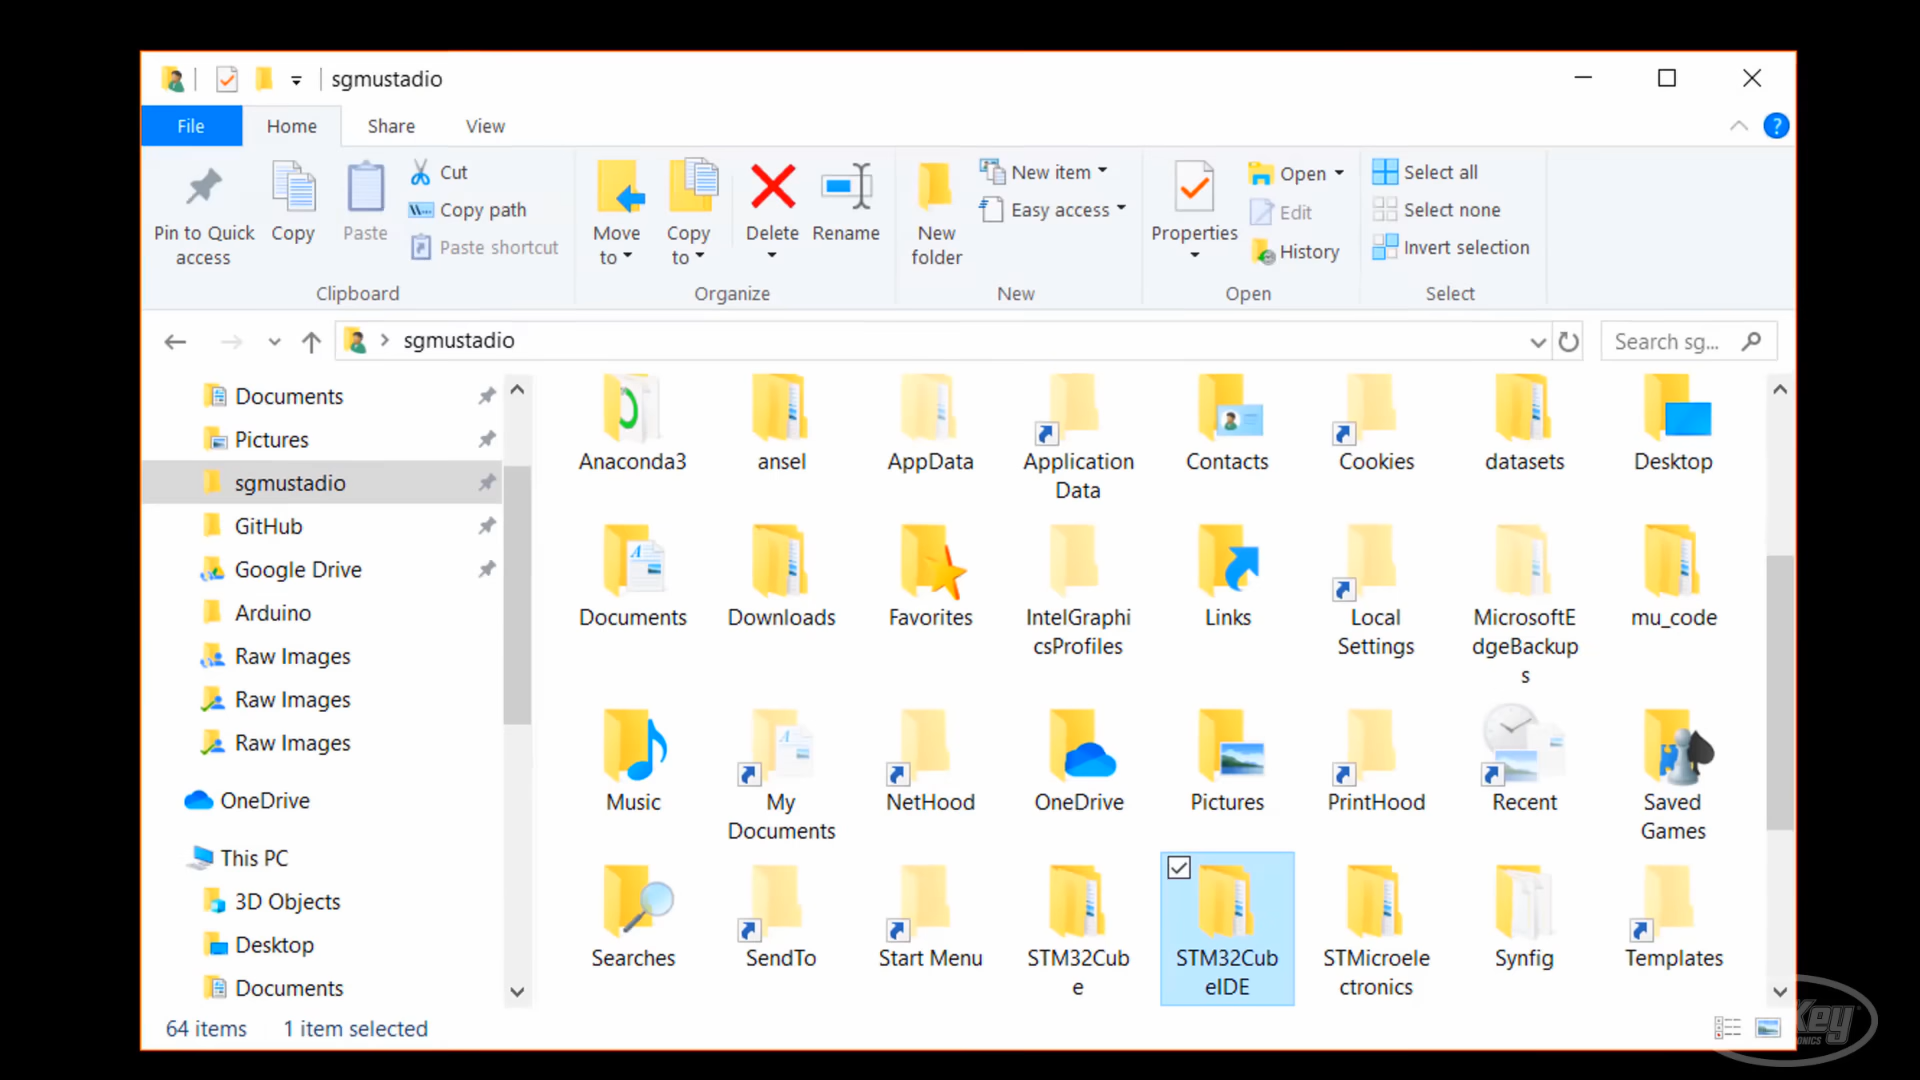 sgmustadio
File
Home
Share
View
?
Pin to Quick
access
Copy
Paste
Cut
Copy path
Paste shortcut
Clipboard
Move
to
Copy
to
Delete
Rename
Organize
New
folder
New item
Easy access
New
Properties
Open
Edit
History
Open
Select all
Select none
Invert selection
Select
sgmustadio
Search sg...
Documents
Pictures
sgmustadio
GitHub
Google Drive
Arduino
Raw Images
Raw Images
Raw Images
OneDrive
This PC
3D Objects
Desktop
Documents
Anaconda3
ansel
AppData
Application
Data
Contacts
Cookies
datasets
Desktop
Documents
Downloads
Favorites
IntelGraphi
csProfiles
Links
Local
Settings
MicrosoftE
dgeBackup
s
mu_code
Music
My
Documents
NetHood
OneDrive
Pictures
PrintHood
Recent
Saved
Games
Searches
SendTo
Start Menu
STM32Cub
e
STM32Cub
eIDE
STMicroele
ctronics
Synfig
Templates
64 items
1 item selected
Key